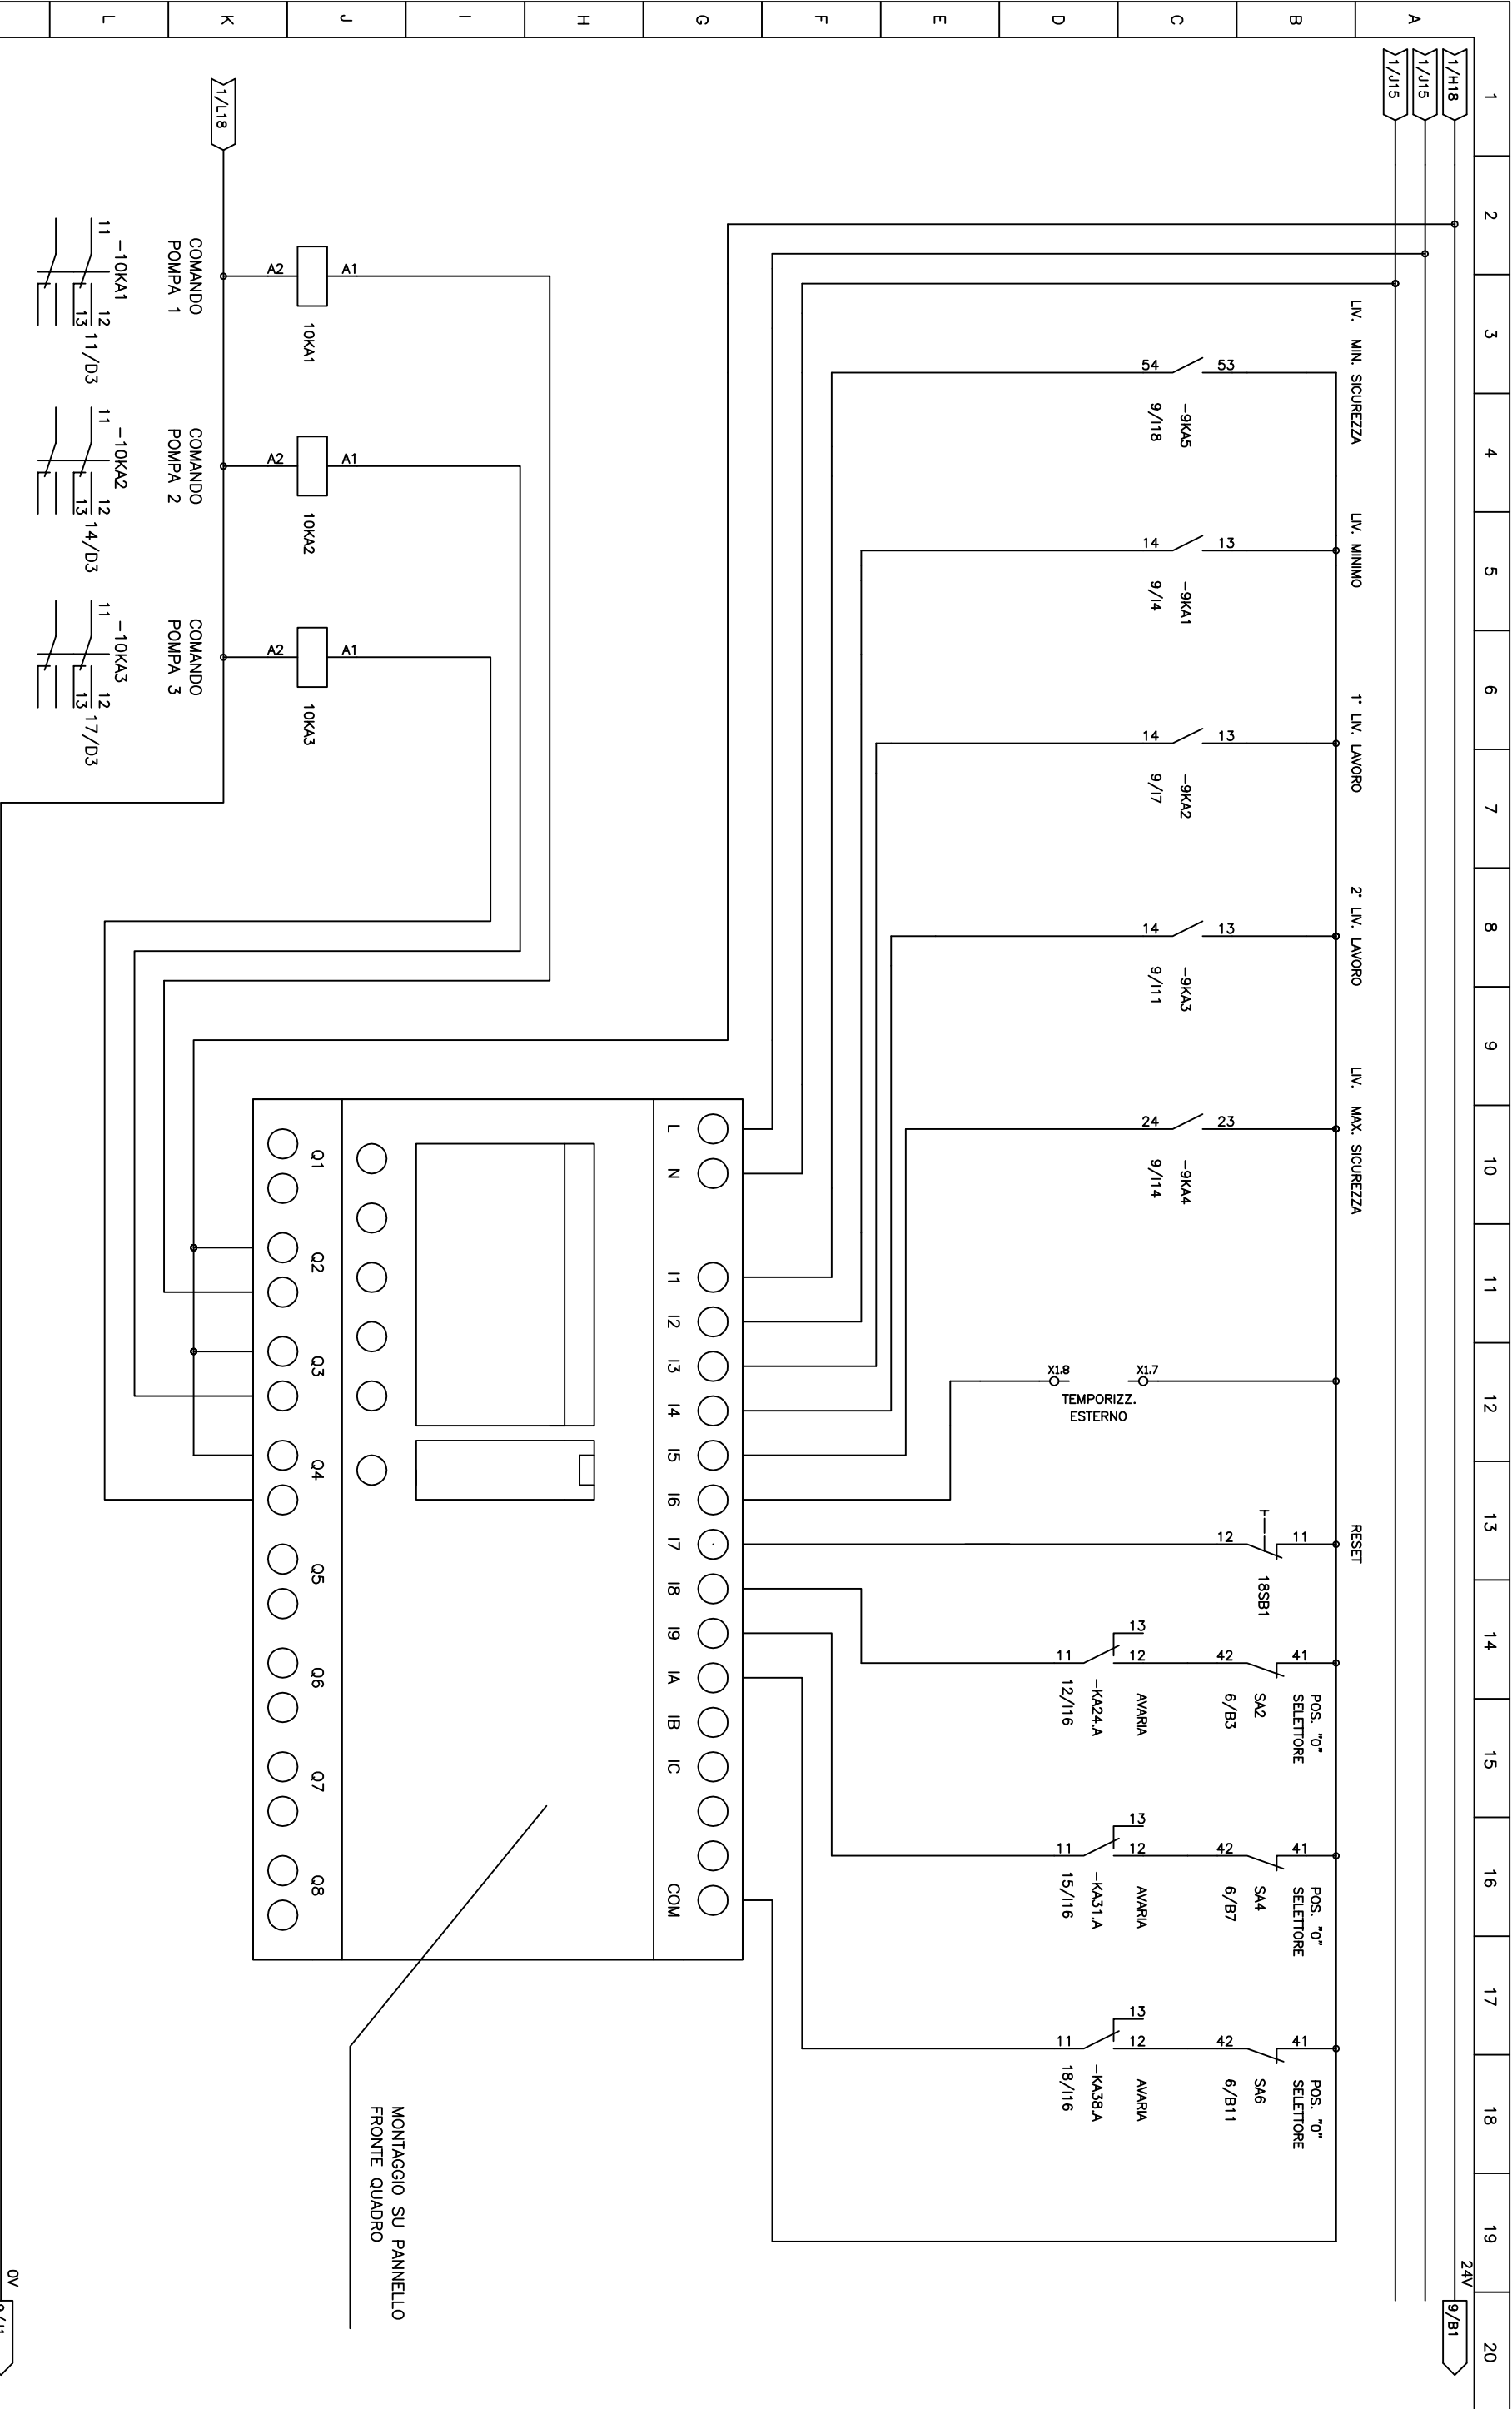 1 2 3 4 5 6 7 8 9 10 11 12 13 14 15 16 17 18 19 20
A
B
C
D
E
F
G
H
I
J
K
L
1/H18
1/J15
1/J15
24V
9/B1
LIV. MIN. SICUREZZA
LIV. MINIMO
1° LIV. LAVORO
2° LIV. LAVORO
LIV. MAX. SICUREZZA
RESET
53
54
-9KA5
9/I18
13
14
-9KA1
9/I4
13
14
-9KA2
9/I7
13
14
-9KA3
9/I11
23
24
-9KA4
9/I14
X1.7
X1.8
TEMPORIZZ.
ESTERNO
11
12
18SB1
POS. "0"
SELETTORE
41
42
SA2
6/B3
AVARIA
13
12
11
-KA24.A
12/I16
POS. "0"
SELETTORE
41
42
SA4
6/B7
AVARIA
13
12
11
-KA31.A
15/I16
POS. "0"
SELETTORE
41
42
SA6
6/B11
AVARIA
13
12
11
-KA38.A
18/I16
L N I1 I2 I3 I4 I5 I6 I7 I8 I9 IA IB IC COM
Q1 Q2 Q3 Q4 Q5 Q6 Q7 Q8
MONTAGGIO SU PANNELLO
FRONTE QUADRO
A1
A2
10KA1
A1
A2
10KA2
A1
A2
10KA3
1/L18
COMANDO
POMPA 1
COMANDO
POMPA 2
COMANDO
POMPA 3
-10KA1
11
12
13
11/D3
-10KA2
11
12
13
14/D3
-10KA3
11
12
13
17/D3
0V